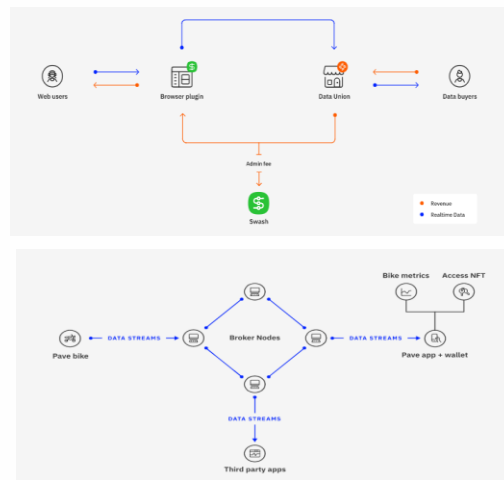 Web users
Browser plugin
Data Union
Data buyers
Admin fee
Swash
Revenue
Realtime Data
Bike metrics
Access NFT
DATA STREAMS
Broker Nodes
DATA STREAMS
Pave bike
Pave app + wallet
DATA STREAMS
Third party apps